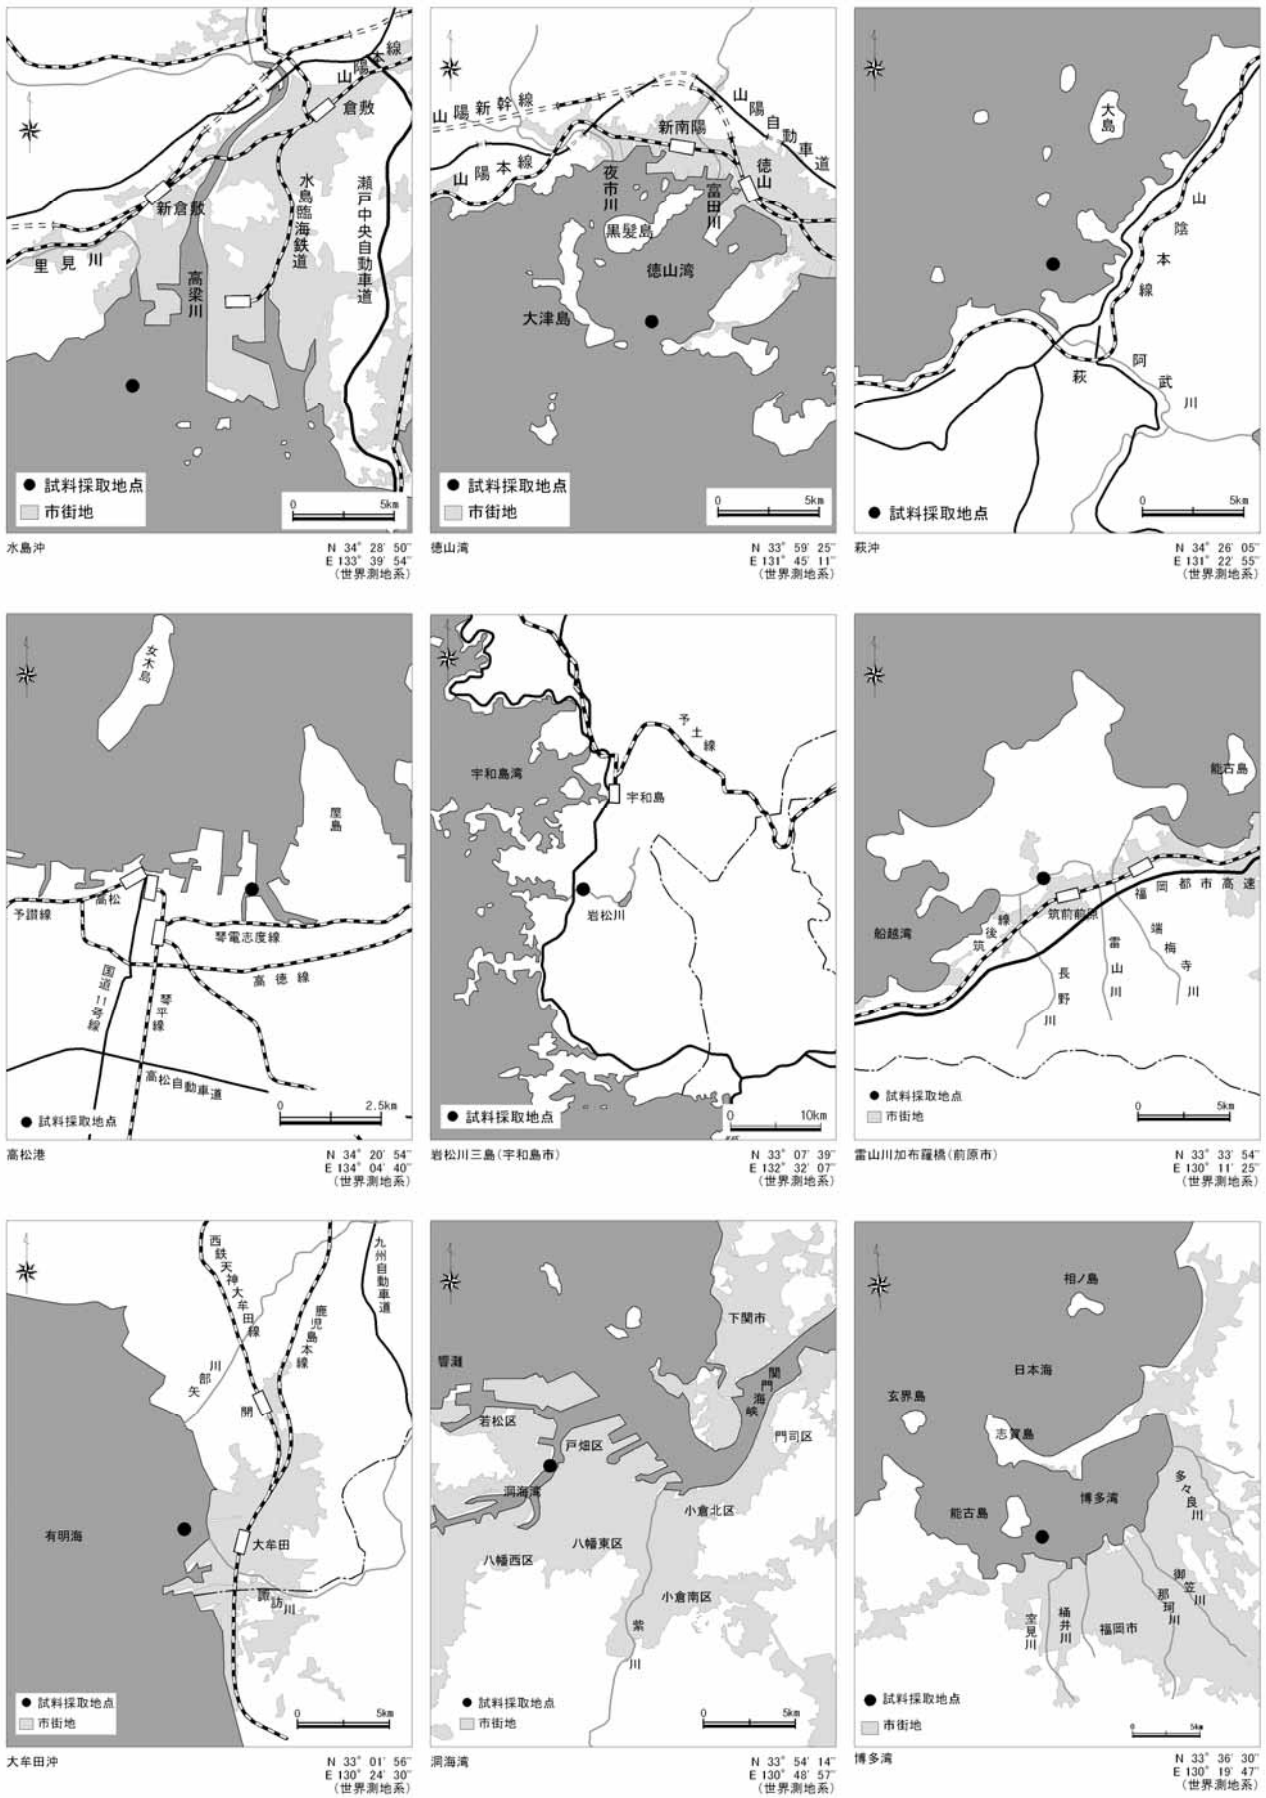 山陽本線
倉敷
新倉敷
水島臨海鉄道
瀬戸中央自動車道
里見川
高梁川
● 試料採取地点
市街地
0 5km
水島沖
N 34° 28′ 50″
E 133° 39′ 54″
(世界測地系)
山陽新幹線
山陽自動車道
新南陽
山陽本線
夜市川
富田川
徳山
黒髪島
徳山湾
大津島
● 試料採取地点
市街地
0 5km
徳山湾
N 33° 59′ 25″
E 131° 45′ 11″
(世界測地系)
大島
山陰本線
萩
阿武川
● 試料採取地点
0 5km
萩沖
N 34° 26′ 05″
E 131° 22′ 55″
(世界測地系)
女木島
屋島
高松
予讃線
琴電志度線
高徳線
国道11号線
琴平線
高松自動車道
● 試料採取地点
0 2.5km
高松港
N 34° 20′ 54″
E 134° 04′ 40″
(世界測地系)
予土線
宇和島湾
宇和島
岩松川
● 試料採取地点
0 10km
岩松川三島(宇和島市)
N 33° 07′ 39″
E 132° 32′ 07″
(世界測地系)
能古島
福岡都市高速
筑前前原
船越湾
筑後線
長野川
雷山川
瑞梅寺川
● 試料採取地点
市街地
0 5km
雷山川加布羅橋(前原市)
N 33° 33′ 54″
E 130° 11′ 25″
(世界測地系)
西鉄天神大牟田線
鹿児島本線
九州自動車道
矢部川
開
有明海
大牟田
諏訪川
● 試料採取地点
市街地
0 5km
大牟田沖
N 33° 01′ 56″
E 130° 24′ 30″
(世界測地系)
下関市
響灘
関門海峡
若松区
戸畑区
門司区
洞海湾
小倉北区
八幡東区
八幡西区
小倉南区
紫川
● 試料採取地点
市街地
0 5km
洞海湾
N 33° 54′ 14″
E 130° 48′ 57″
(世界測地系)
相ノ島
日本海
玄界島
志賀島
多々良川
博多湾
能古島
御笠川
那珂川
室見川
樋井川
福岡市
● 試料採取地点
市街地
0 5km
博多湾
N 33° 36′ 30″
E 130° 19′ 47″
(世界測地系)